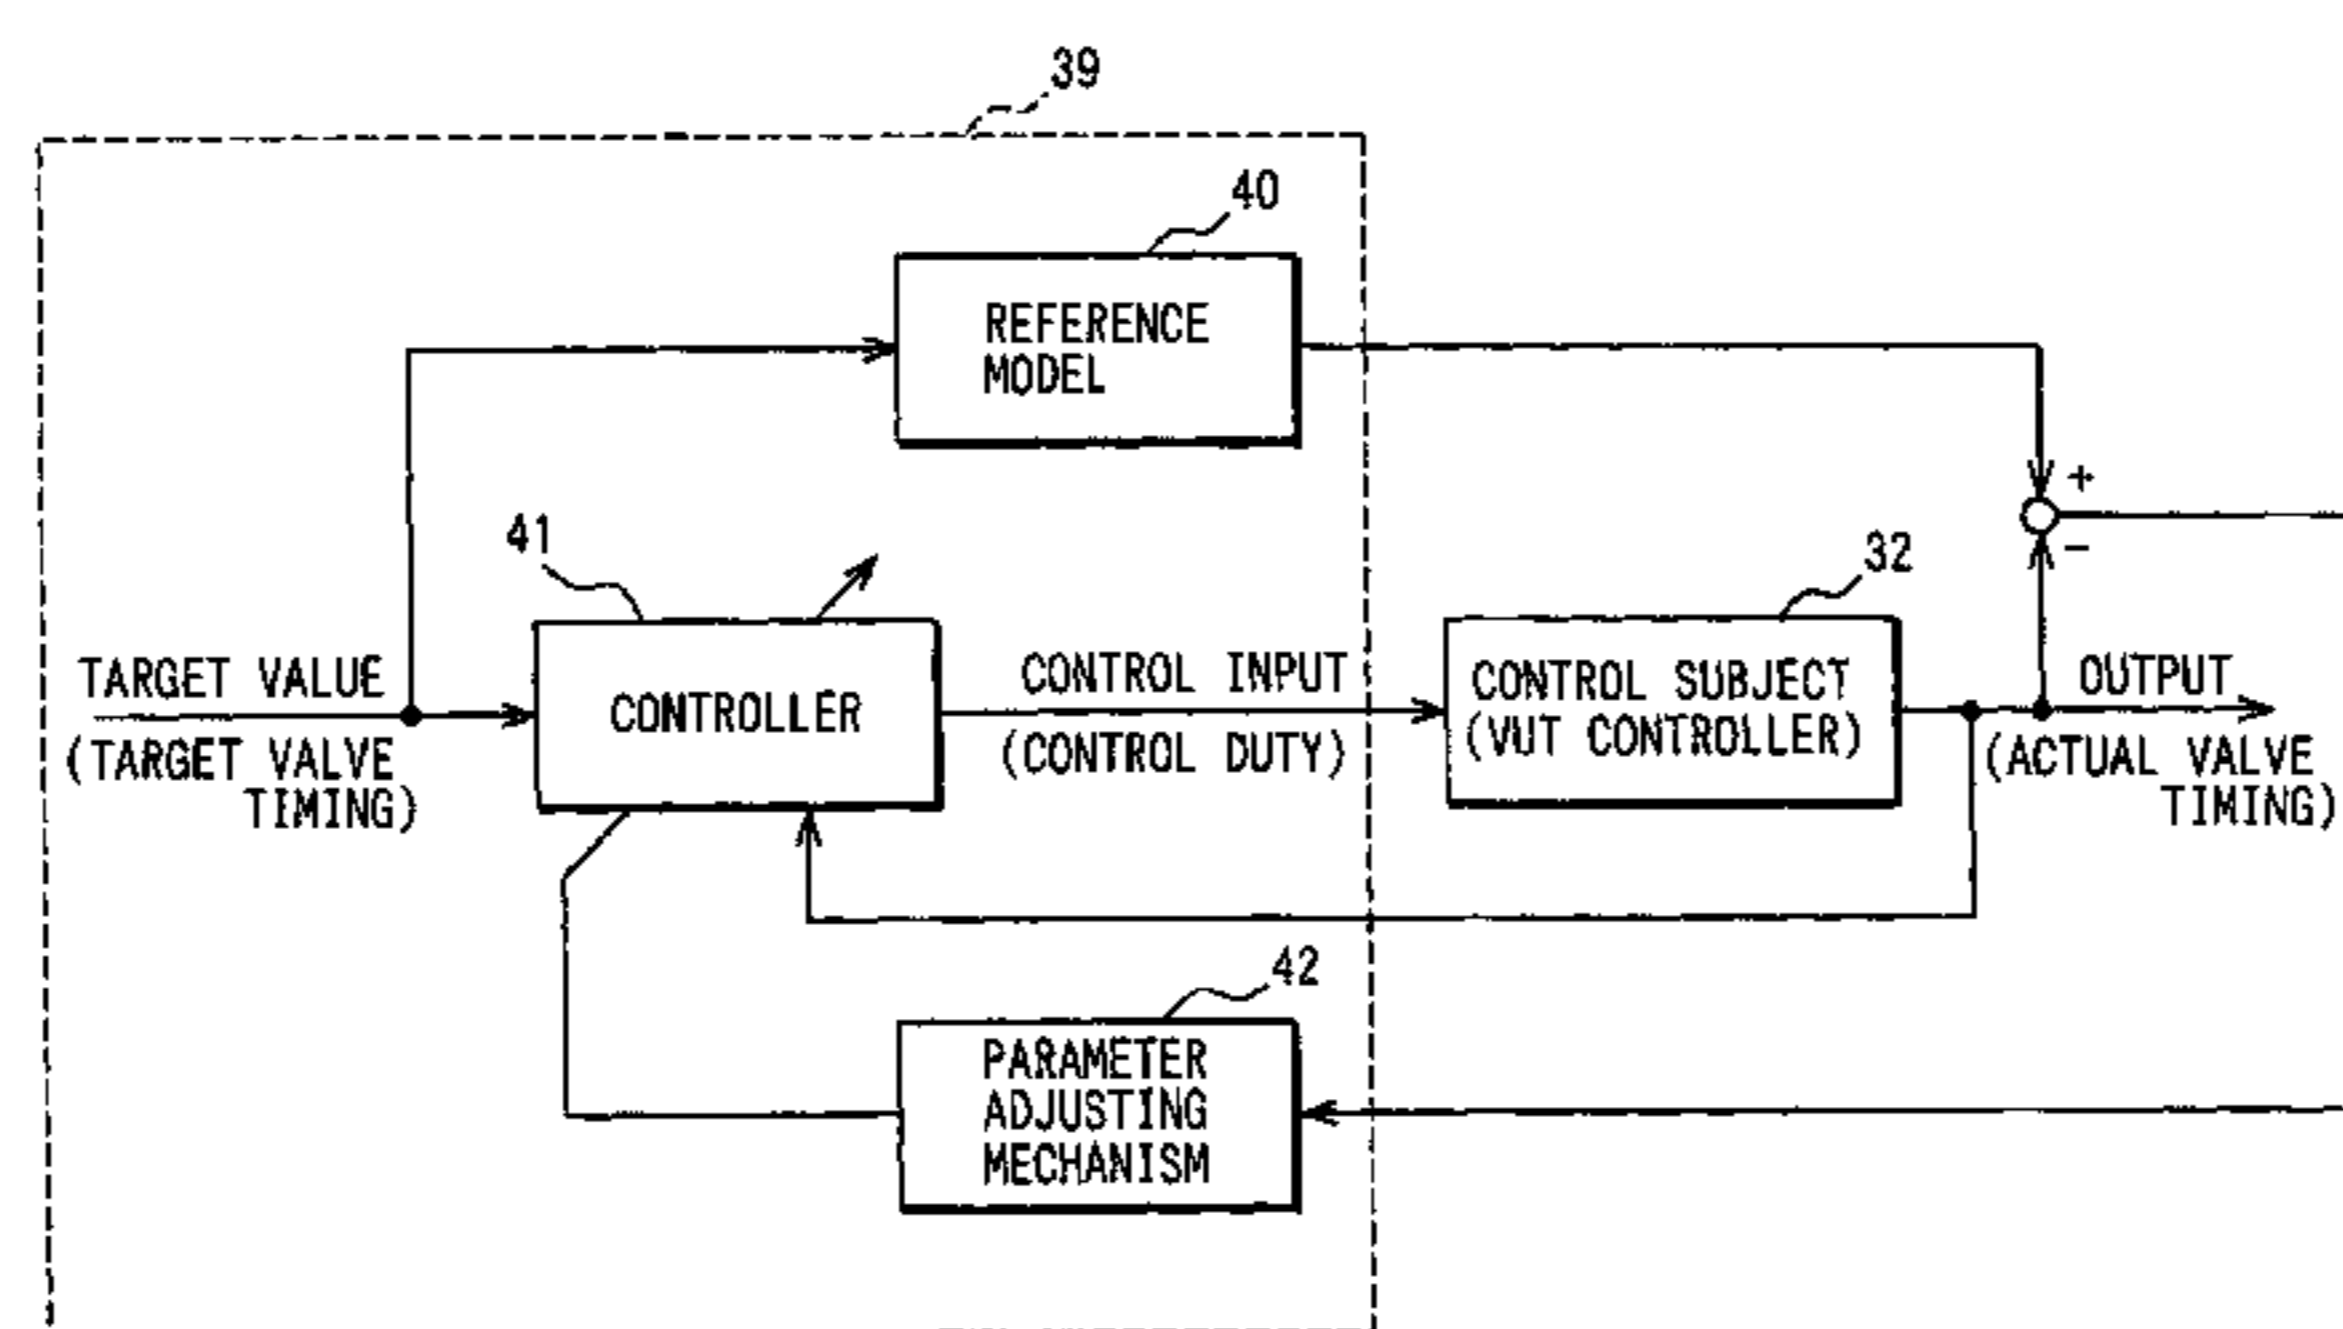 39
40
REFERENCE
MODEL
+
41
-
32
TARGET VALUE
(TARGET VALVE
TIMING)
CONTROLLER
CONTROL INPUT
(CONTROL DUTY)
CONTROL SUBJECT
(VUT CONTROLLER)
OUTPUT
(ACTUAL VALVE
TIMING)
42
PARAMETER
ADJUSTING
MECHANISM